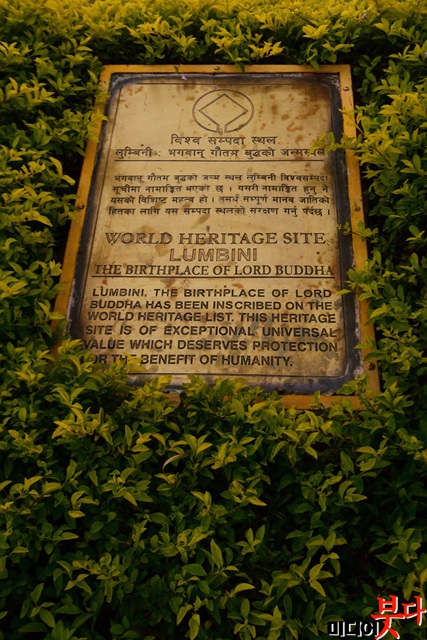 विश्व सम्पदा स्थल
लुम्बिनी : भगवान् गौतम बुद्धको जन्मस्थल
भगवान् गौतम बुद्धको जन्म स्थल लुम्बिनी विश्वसम्पदा
सूचीमा नामाङ्कित भएको छ । यसरी नामाङ्कित हुनु नै
यसको विशिष्ट महत्व हो । तसर्थ सम्पूर्ण मानव जातिको
हितका लागि यस सम्पदा स्थलको संरक्षण गर्नु पर्दछ ।
WORLD HERITAGE SITE
LUMBINI
THE BIRTHPLACE OF LORD BUDDHA
LUMBINI, THE BIRTHPLACE OF LORD
BUDDHA HAS BEEN INSCRIBED ON THE
WORLD HERITAGE LIST. THIS HERITAGE
SITE IS OF EXCEPTIONAL UNIVERSAL
VALUE WHICH DESERVES PROTECTION
OR THE BENEFIT OF HUMANITY.
미디어붓다